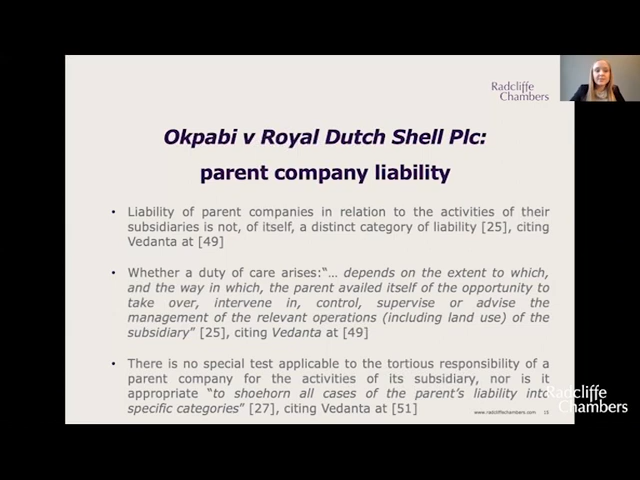 Radcliffe
Chambers
Okpabi v Royal Dutch Shell Plc:
parent company liability
• Liability of parent companies in relation to the activities of their
subsidiaries is not, of itself, a distinct category of liability [25], citing
Vedanta at [49]
• Whether a duty of care arises:“… depends on the extent to which,
and the way in which, the parent availed itself of the opportunity to
take over, intervene in, control, supervise or advise the
management of the relevant operations (including land use) of the
subsidiary” [25], citing Vedanta at [49]
• There is no special test applicable to the tortious responsibility of a
parent company for the activities of its subsidiary, nor is it
appropriate “to shoehorn all cases of the parent’s liability into
specific categories” [27], citing Vedanta at [51]
www.radcliffechambers.com
Radcliffe
Chambers